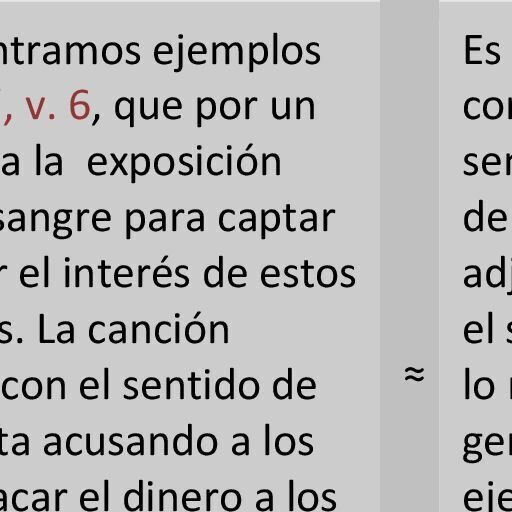 ntramos ejemplos
, v. 6, que por un
a la exposición
sangre para captar
r el interés de estos
s. La canción
con el sentido de
ta acusando a los
acar el dinero a los
≈
Es
co
ser
de
adj
el s
lo
ger
eje